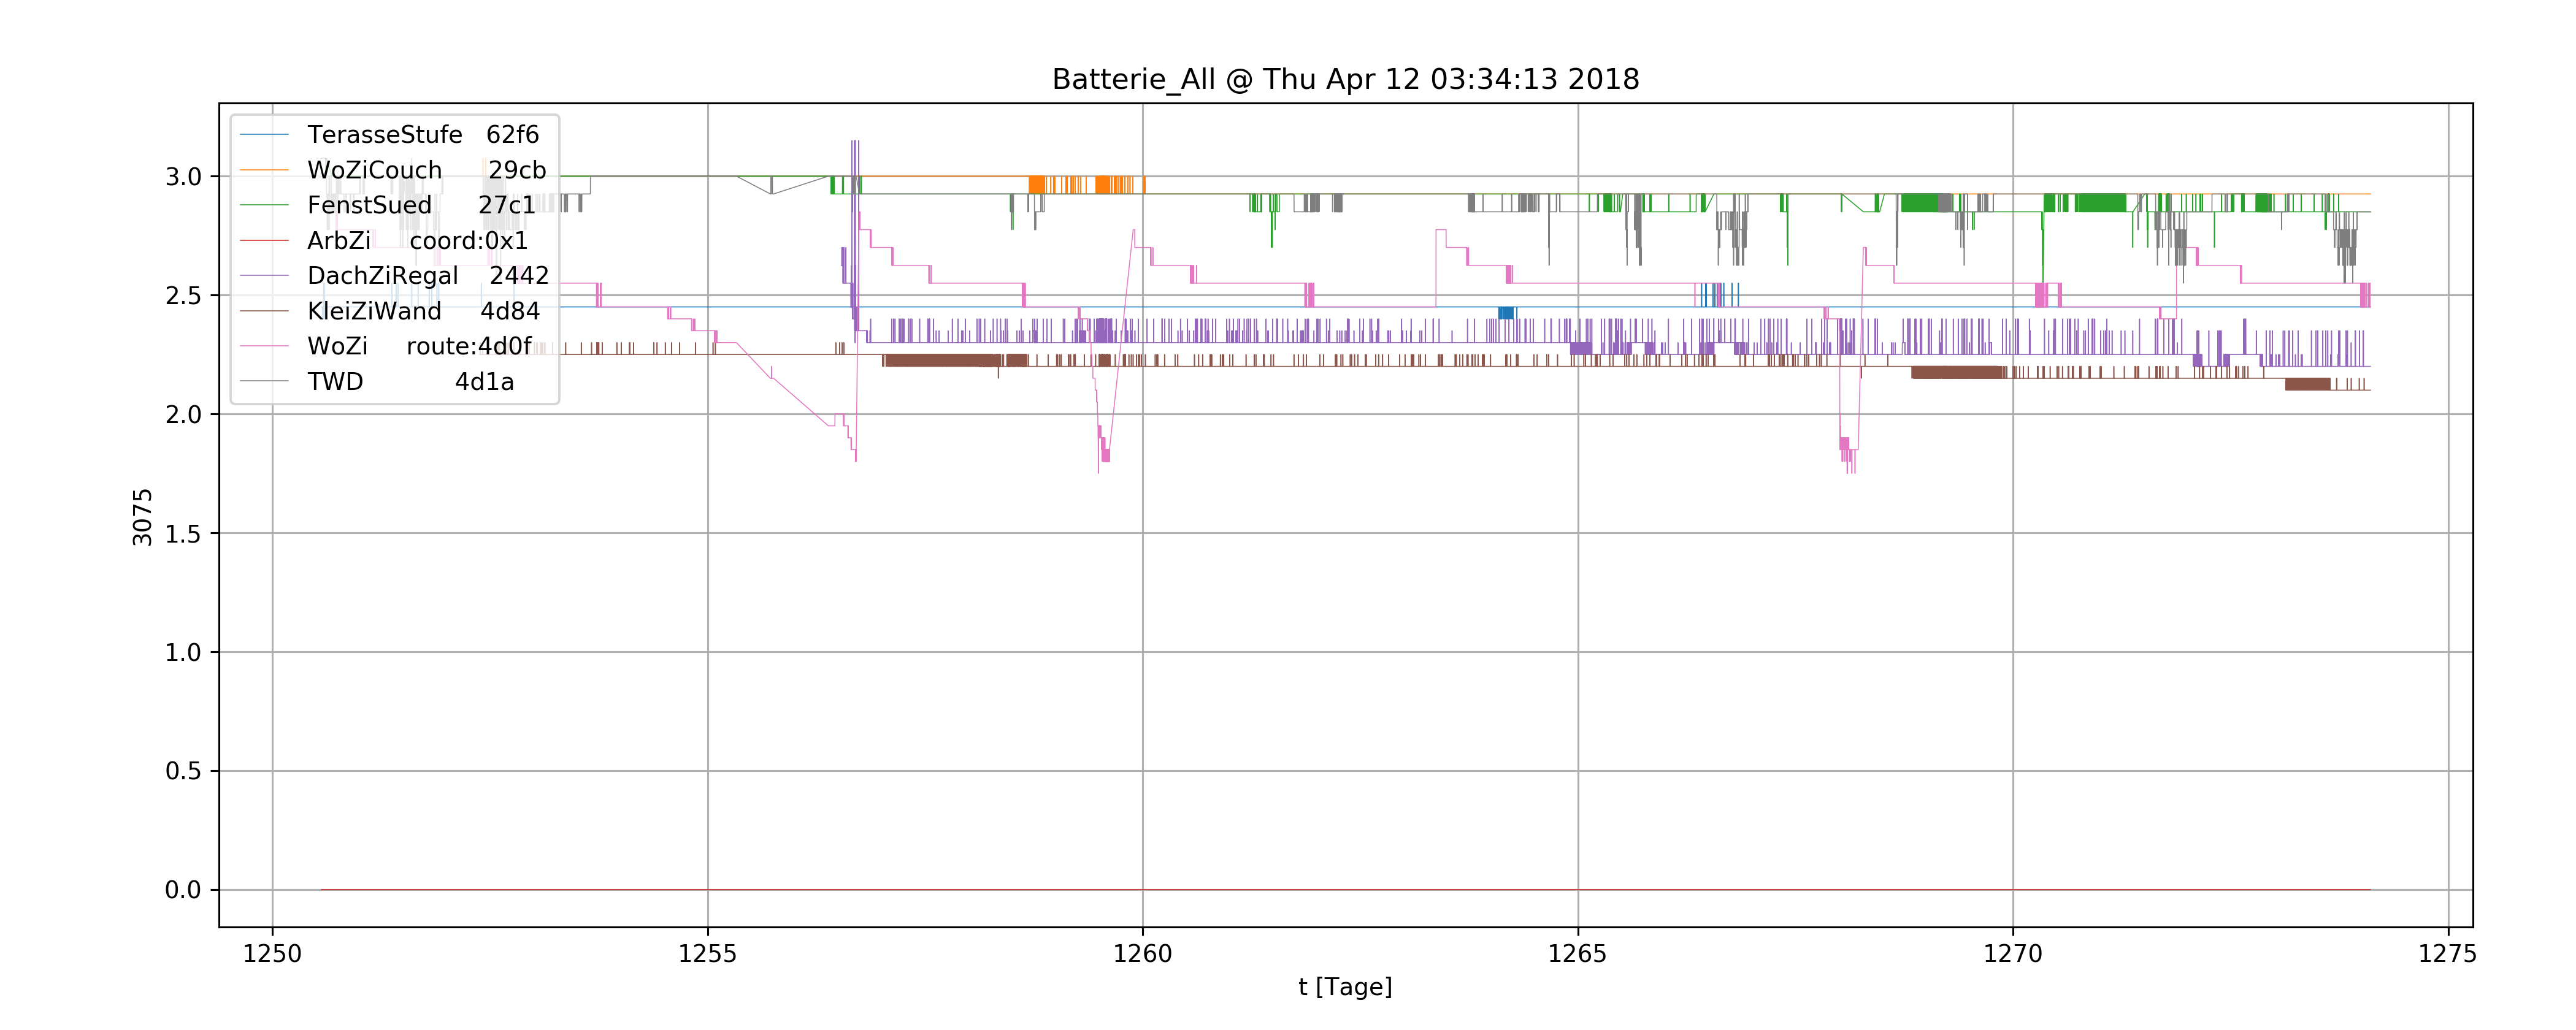 Batterie_All @ Thu Apr 12 03:34:13 2018
TerasseStufe 62f6
WoZiCouch 29cb
FenstSued 27c1
ArbZi coord:0x1
DachZiRegal 2442
KleiZiWand 4d84
WoZi route:4d0f
TWD 4d1a
3.0
2.5
2.0
1.5
1.0
0.5
0.0
3075
1250 1255 1260 1265 1270 1275
t [Tage]